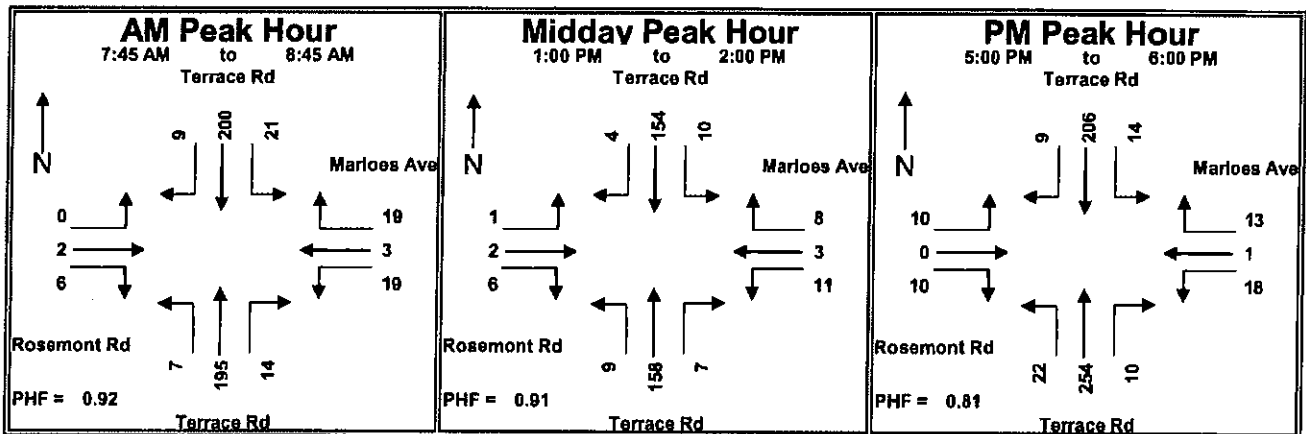 AM Peak Hour
7:45 AM to 8:45 AM
Terrace Rd
9 200 21
N
Marloes Ave
0 19
2 3
6 19
Rosemont Rd
7 195 14
PHF = 0.92
Terrace Rd
Midday Peak Hour
1:00 PM to 2:00 PM
Terrace Rd
4 154 10
N
Marloes Ave
1 8
2 3
6 11
Rosemont Rd
9 158 7
PHF = 0.91
Terrace Rd
PM Peak Hour
5:00 PM to 6:00 PM
Terrace Rd
9 206 14
N
Marloes Ave
10 13
0 1
10 18
Rosemont Rd
22 254 10
PHF = 0.81
Terrace Rd